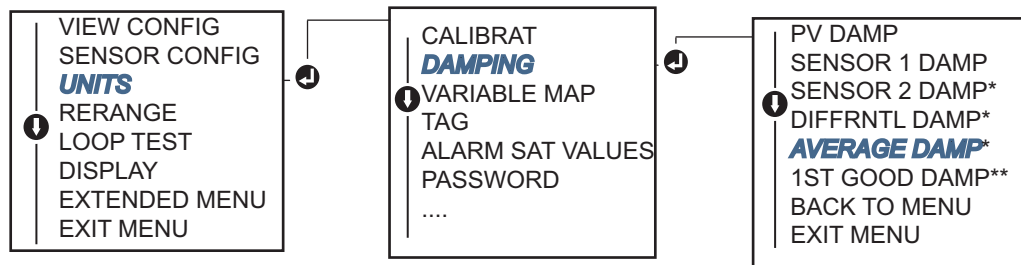 VIEW CONFIG
SENSOR CONFIG
UNITS
RERANGE
LOOP TEST
DISPLAY
EXTENDED MENU
EXIT MENU
CALIBRAT
DAMPING
VARIABLE MAP
TAG
ALARM SAT VALUES
PASSWORD
....
PV DAMP
SENSOR 1 DAMP
SENSOR 2 DAMP*
DIFFRNTL DAMP*
AVERAGE DAMP*
1ST GOOD DAMP**
BACK TO MENU
EXIT MENU